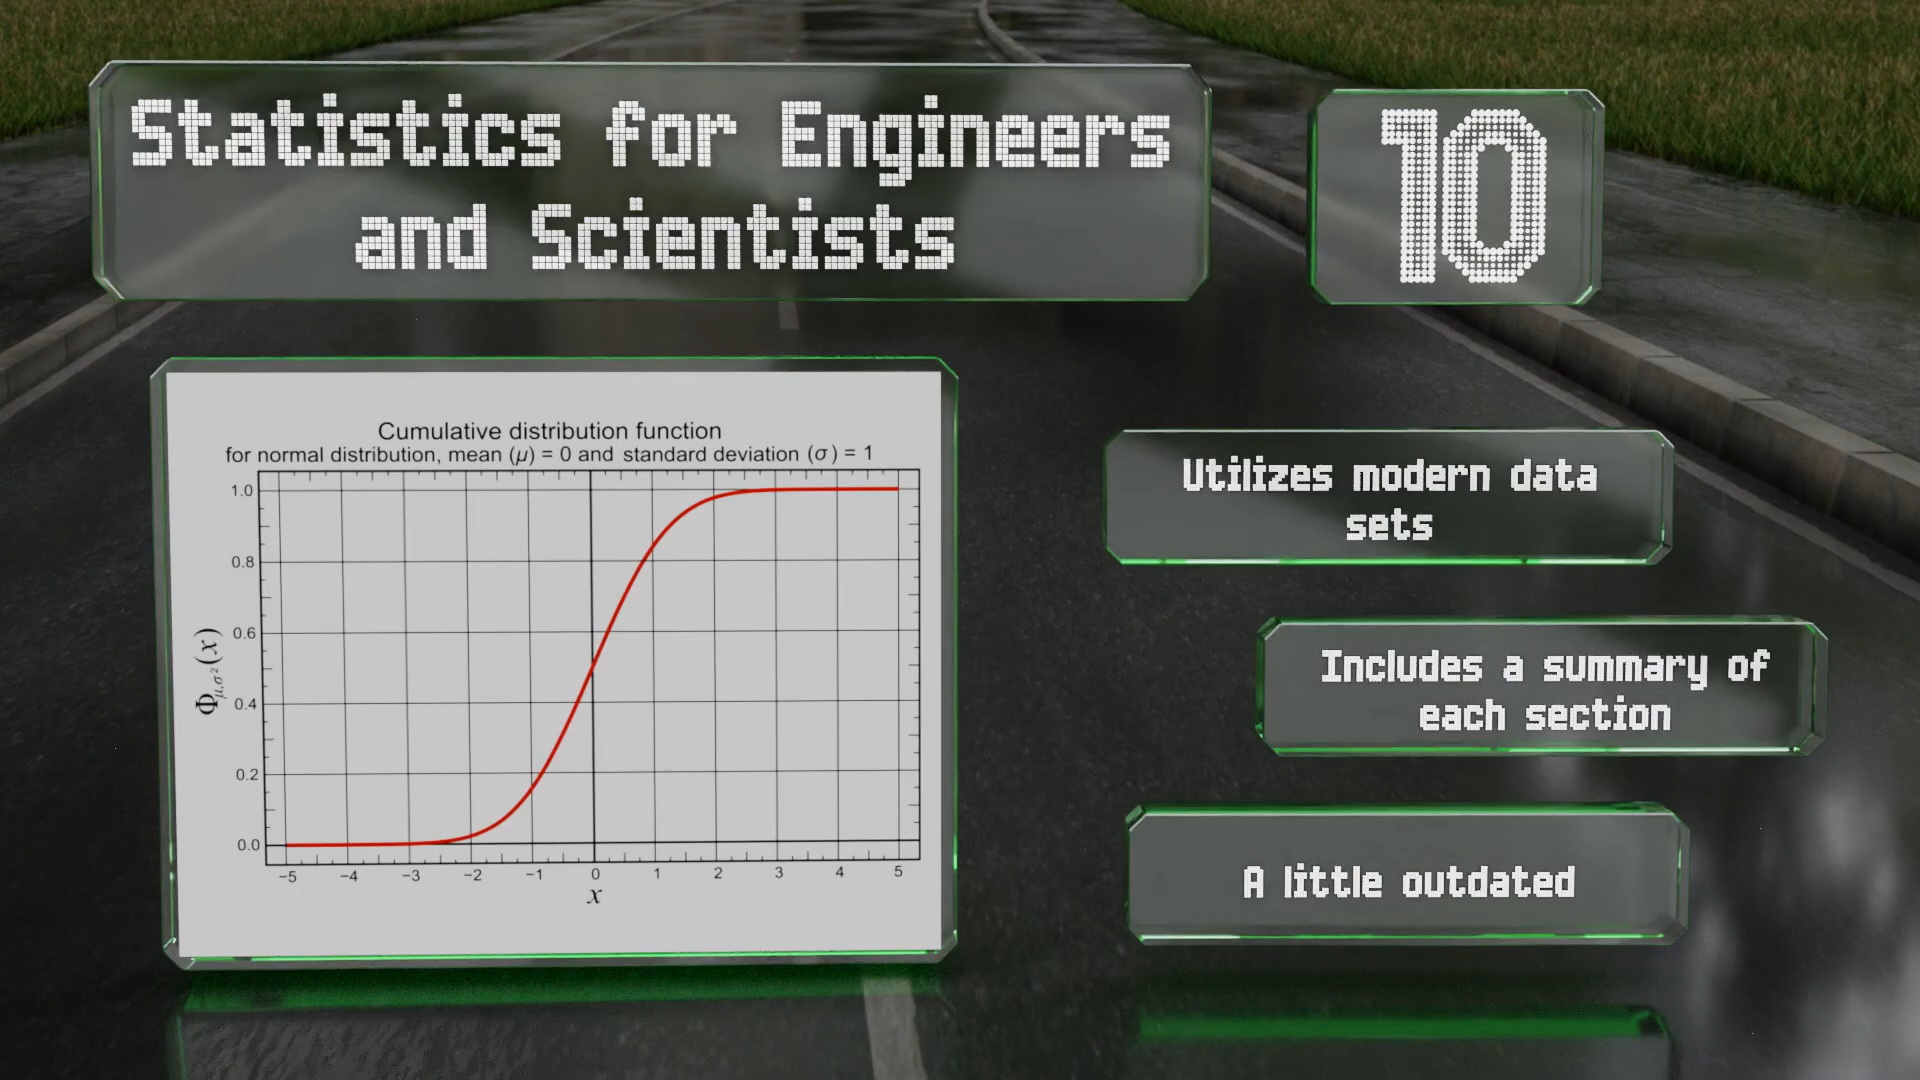 Statistics for Engineers
and Scientists
10
Cumulative distribution function
for normal distribution, mean (μ) = 0 and standard deviation (σ) = 1
Φμ,σ²(x)
1.0
0.8
0.6
0.4
0.2
0.0
−5 −4 −3 −2 −1 0 1 2 3 4 5
x
Utilizes modern data
sets
Includes a summary of
each section
A little outdated